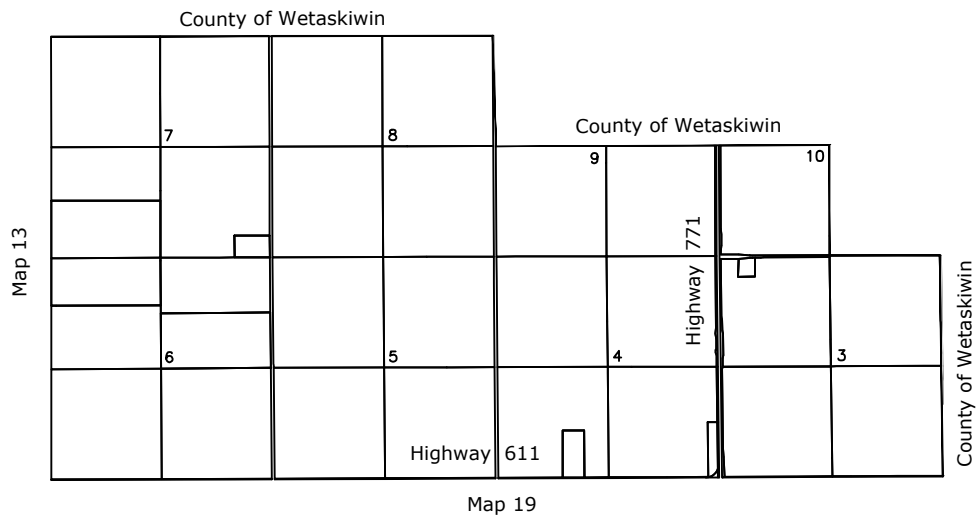 County of Wetaskiwin
7
8
County of Wetaskiwin
9
10
Map 13
Highway 771
6
5
4
3
County of Wetaskiwin
Highway 611
Map 19